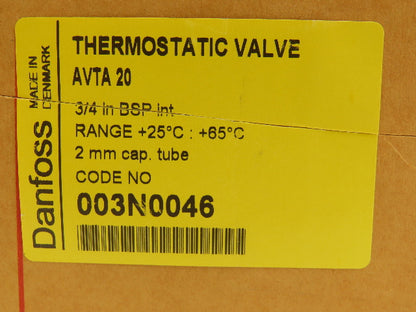 THERMOSTATIC VALVE
AVTA 20
3/4 in BSP Int
RANGE +25°C : +65°C
2 mm cap. tube
CODE NO
003N0046
Danfoss
MADE IN
DENMARK